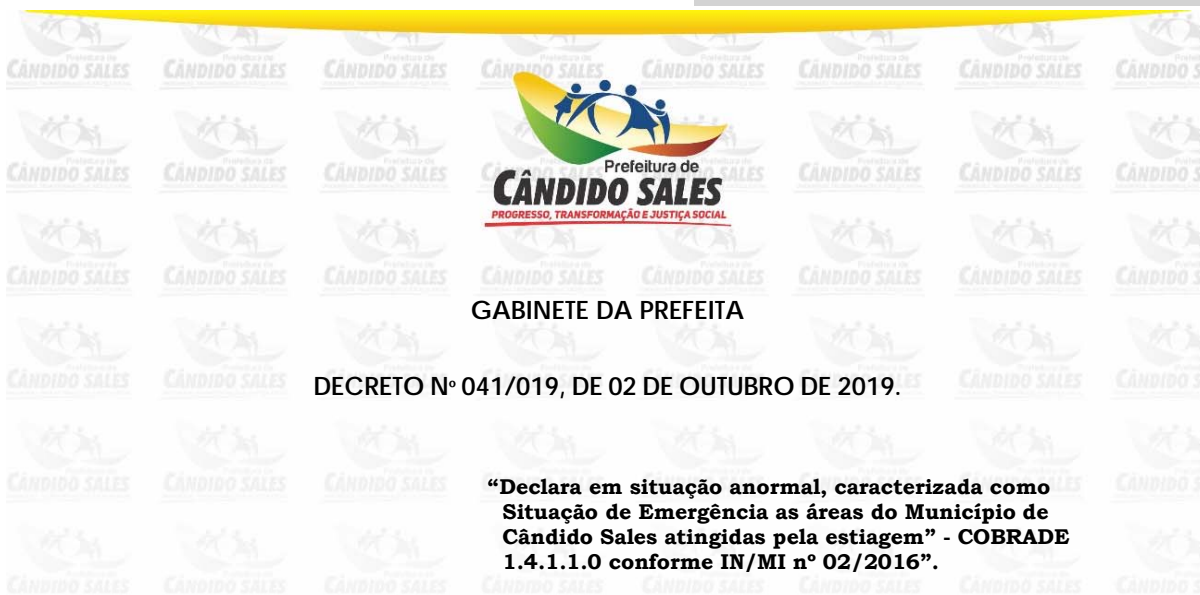 Prefeitura de
CÂNDIDO SALES
PROGRESSO, TRANSFORMAÇÃO E JUSTIÇA SOCIAL
GABINETE DA PREFEITA
DECRETO Nº 041/019, DE 02 DE OUTUBRO DE 2019.
“Declara em situação anormal, caracterizada como
Situação de Emergência as áreas do Município de
Cândido Sales atingidas pela estiagem” - COBRADE
1.4.1.1.0 conforme IN/MI nº 02/2016”.